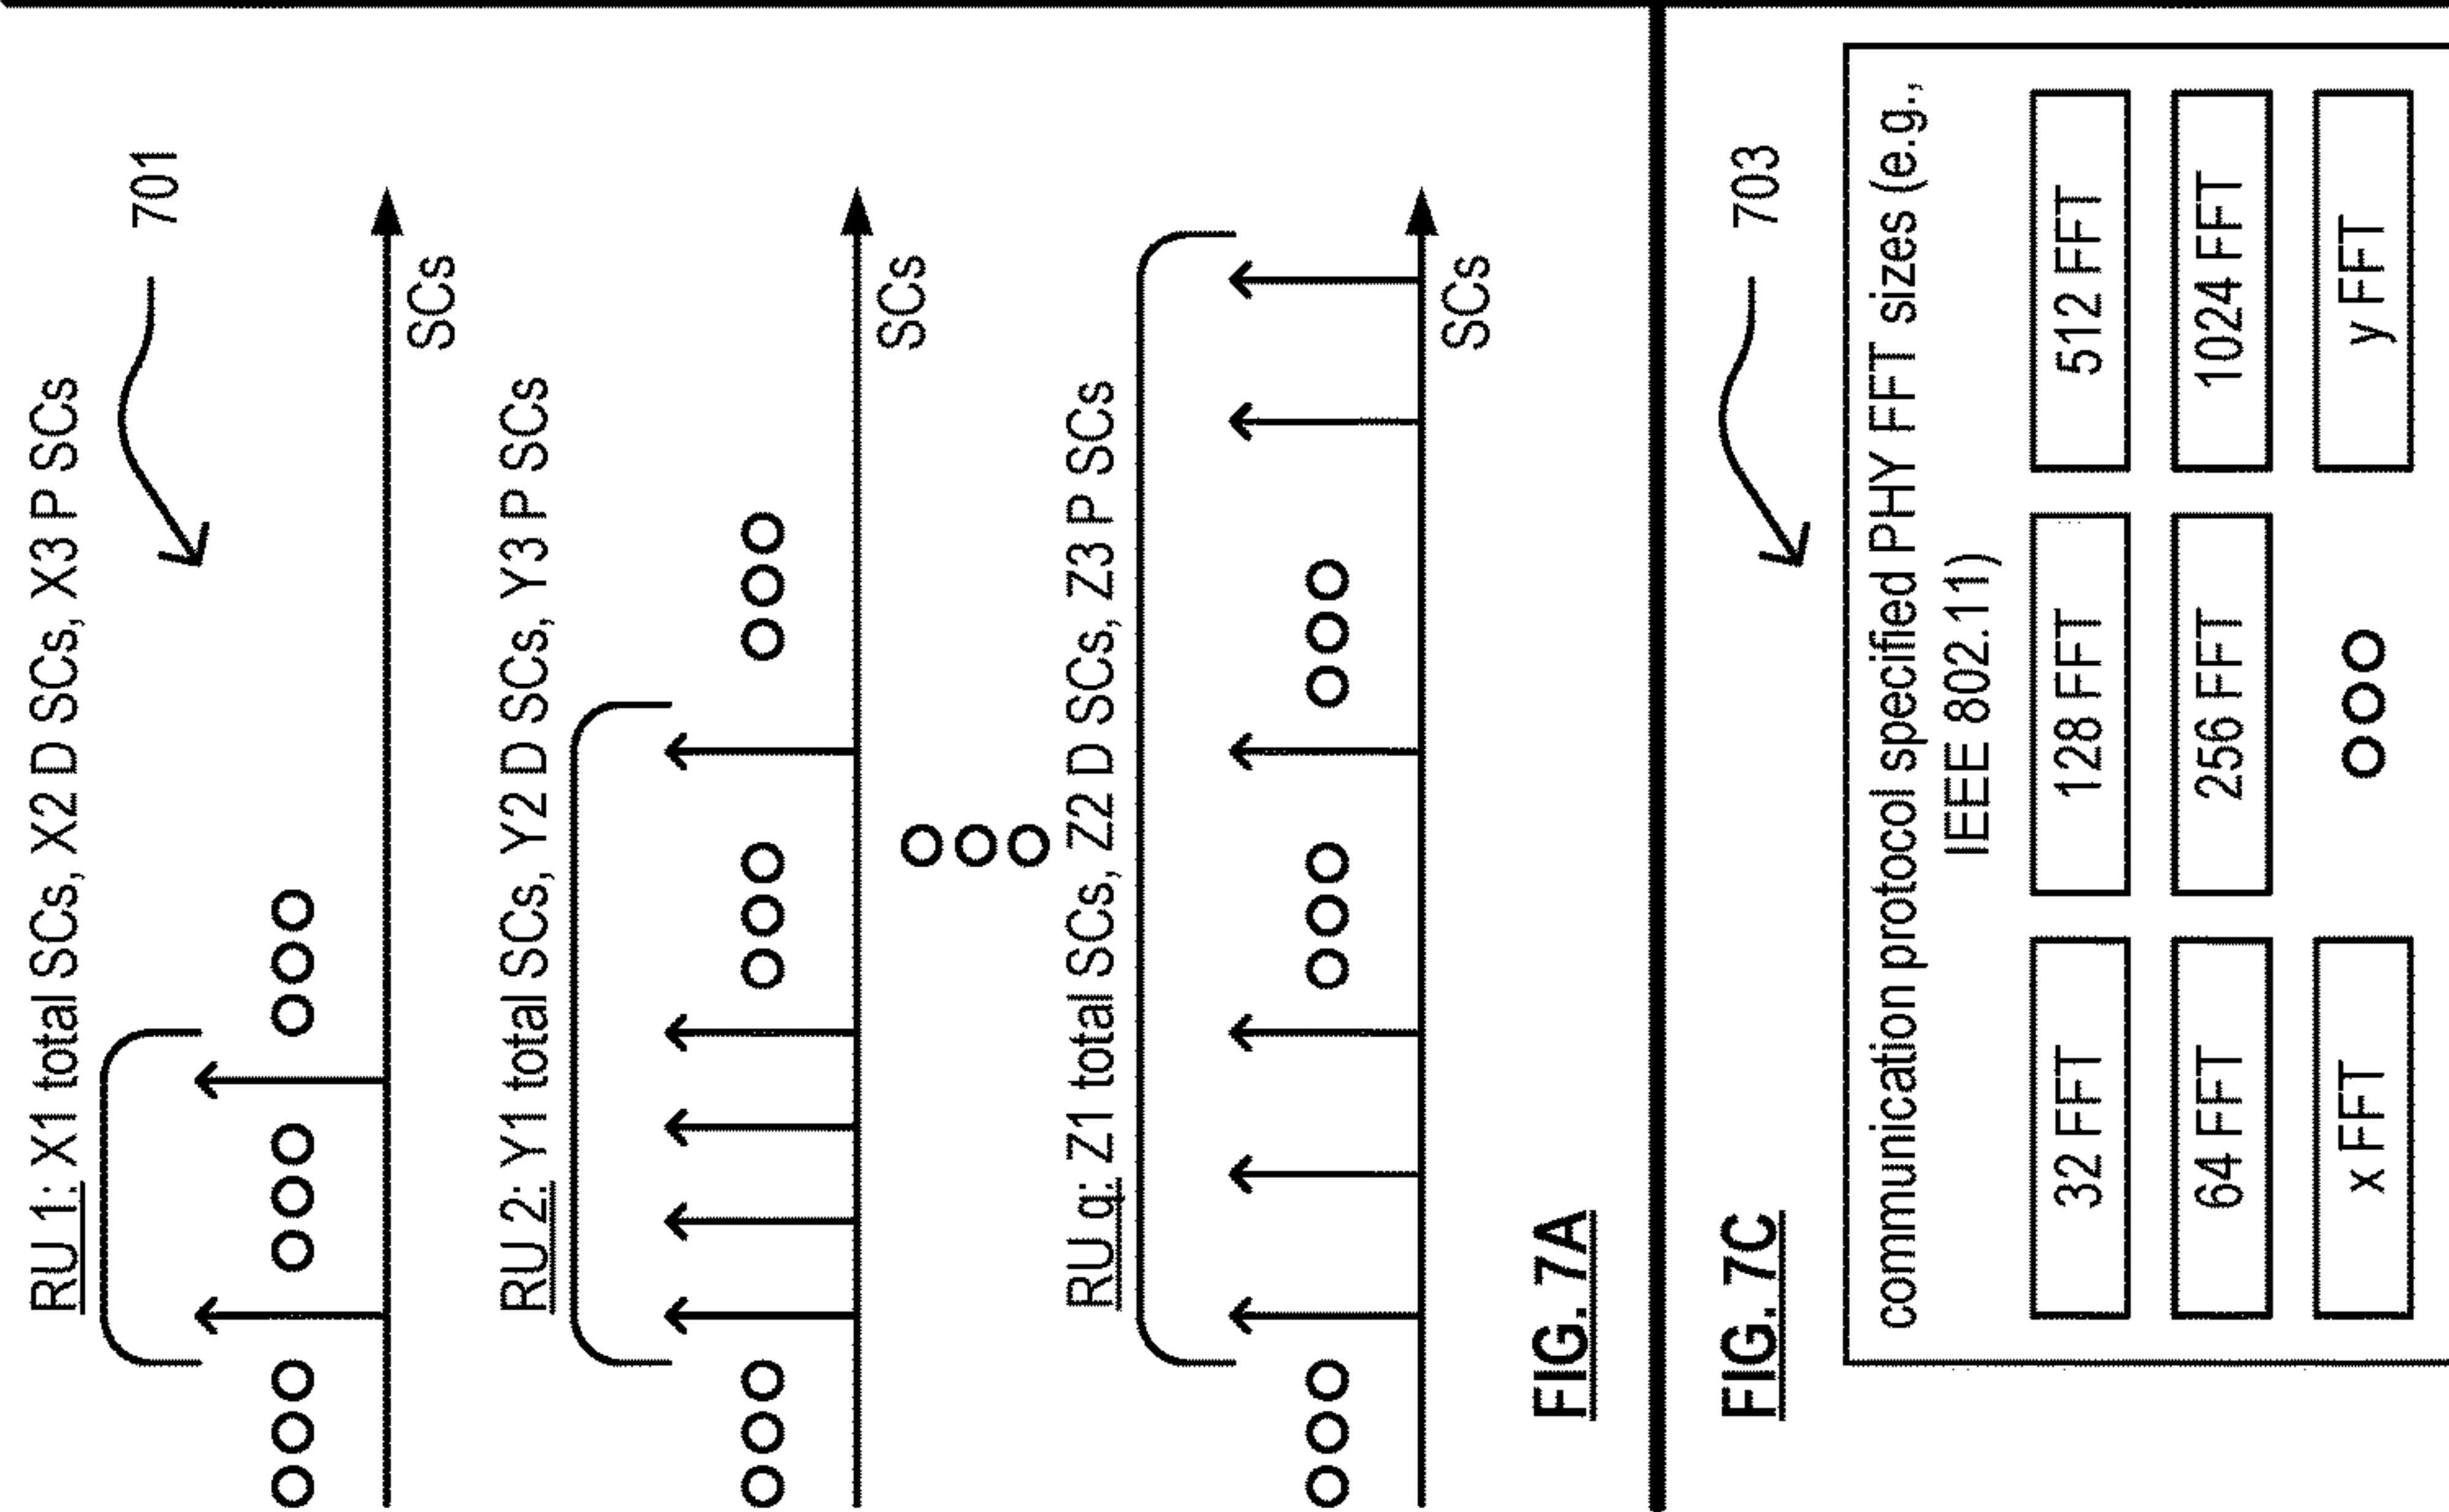 701
RU 1: X1 total SCs, X2 D SCs, X3 P SCs
SCs
RU 2: Y1 total SCs, Y2 D SCs, Y3 P SCs
SCs
RU q: Z1 total SCs, Z2 D SCs, Z3 P SCs
SCs
FIG. 7A
FIG. 7C
703
communication protocol specified PHY FFT sizes (e.g.,
IEEE 802.11)
32 FFT
128 FFT
512 FFT
64 FFT
256 FFT
1024 FFT
x FFT
y FFT